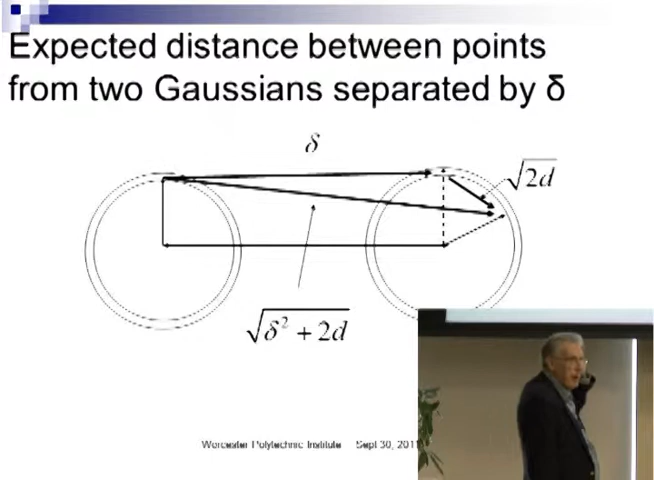 Expected distance between points
from two Gaussians separated by δ
δ
√2d
√δ² + 2d
Worcester Polytechnic Institute Sept 30, 2011